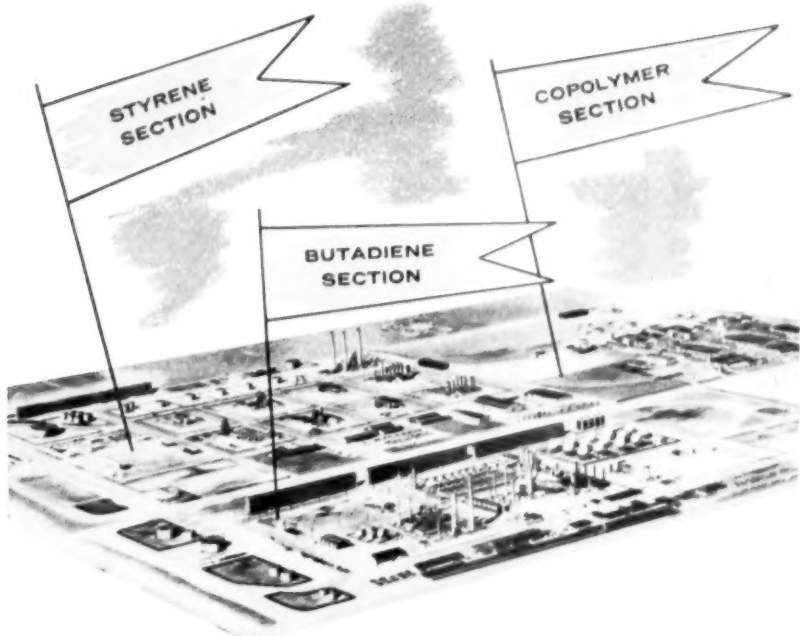 STYRENE
SECTION
COPOLYMER
SECTION
BUTADIENE
SECTION